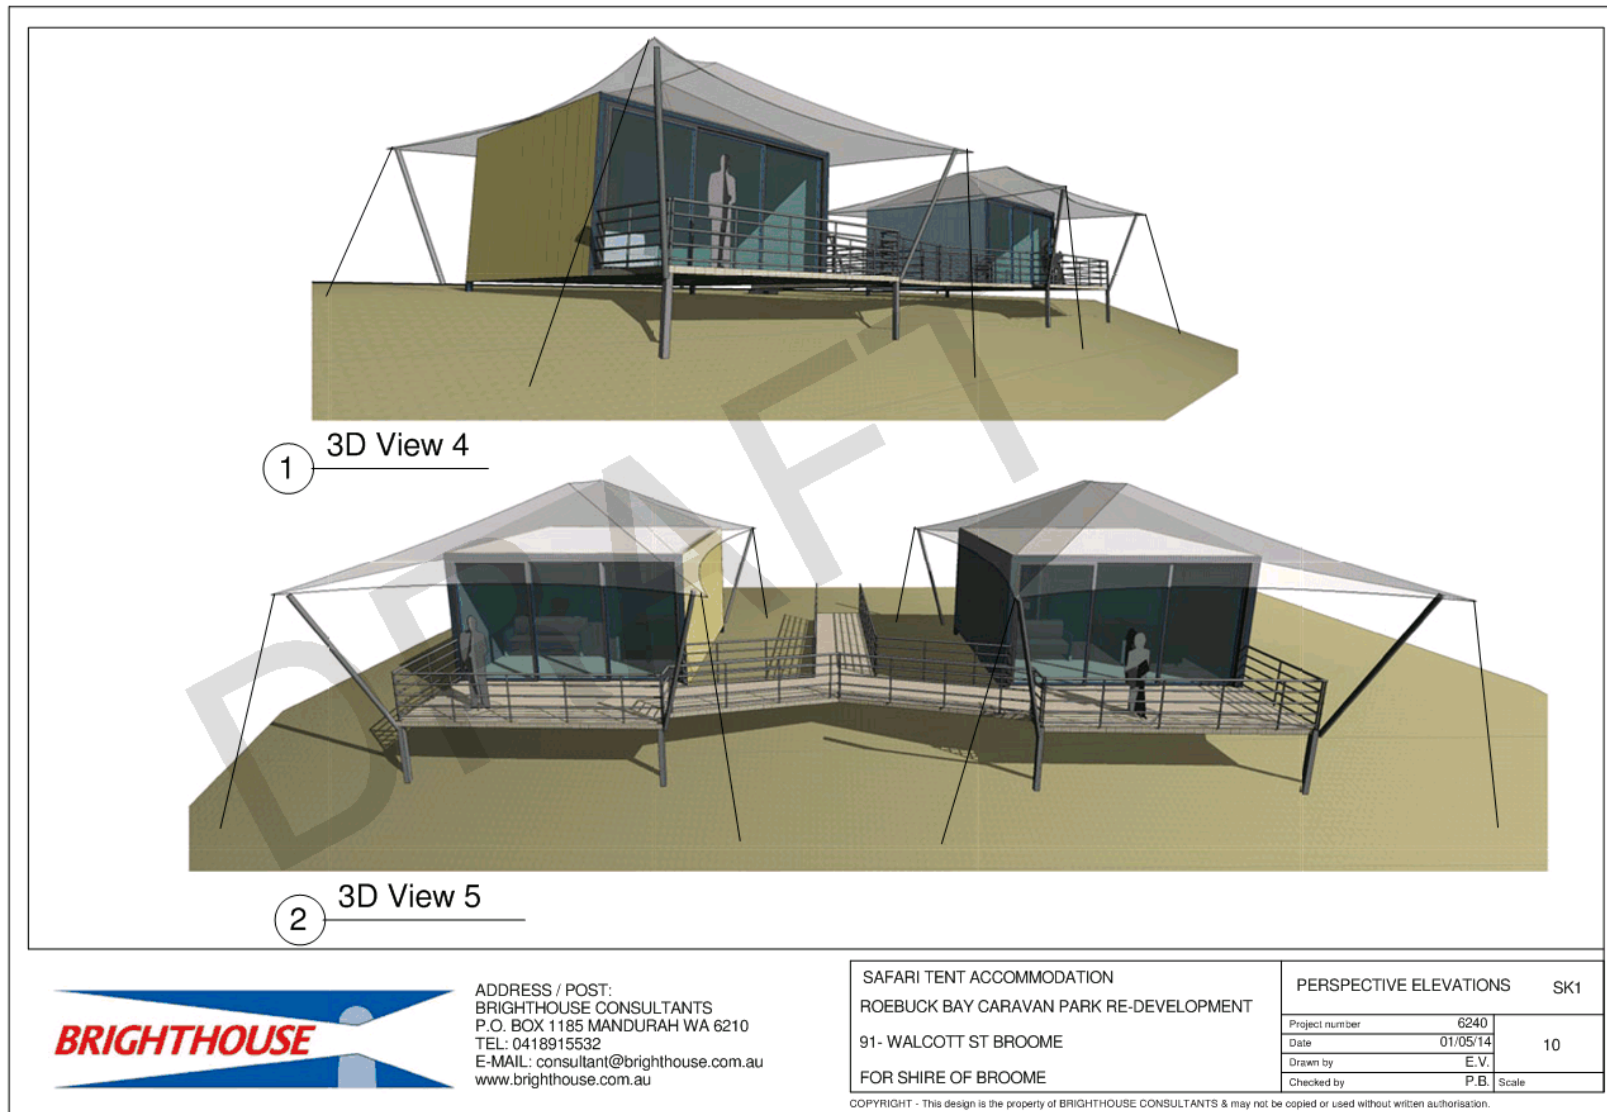 DRAFT
1
3D View 4
2
3D View 5
BRIGHTHOUSE
ADDRESS / POST:
BRIGHTHOUSE CONSULTANTS
P.O. BOX 1185 MANDURAH WA 6210
TEL: 0418915532
E-MAIL: consultant@brighthouse.com.au
www.brighthouse.com.au
SAFARI TENT ACCOMMODATION
ROEBUCK BAY CARAVAN PARK RE-DEVELOPMENT
91- WALCOTT ST BROOME
FOR SHIRE OF BROOME
PERSPECTIVE ELEVATIONS SK1
Project number 6240
Date 01/05/14
Drawn by E.V.
Checked by P.B.
10
Scale
COPYRIGHT - This design is the property of BRIGHTHOUSE CONSULTANTS & may not be copied or used without written authorisation.